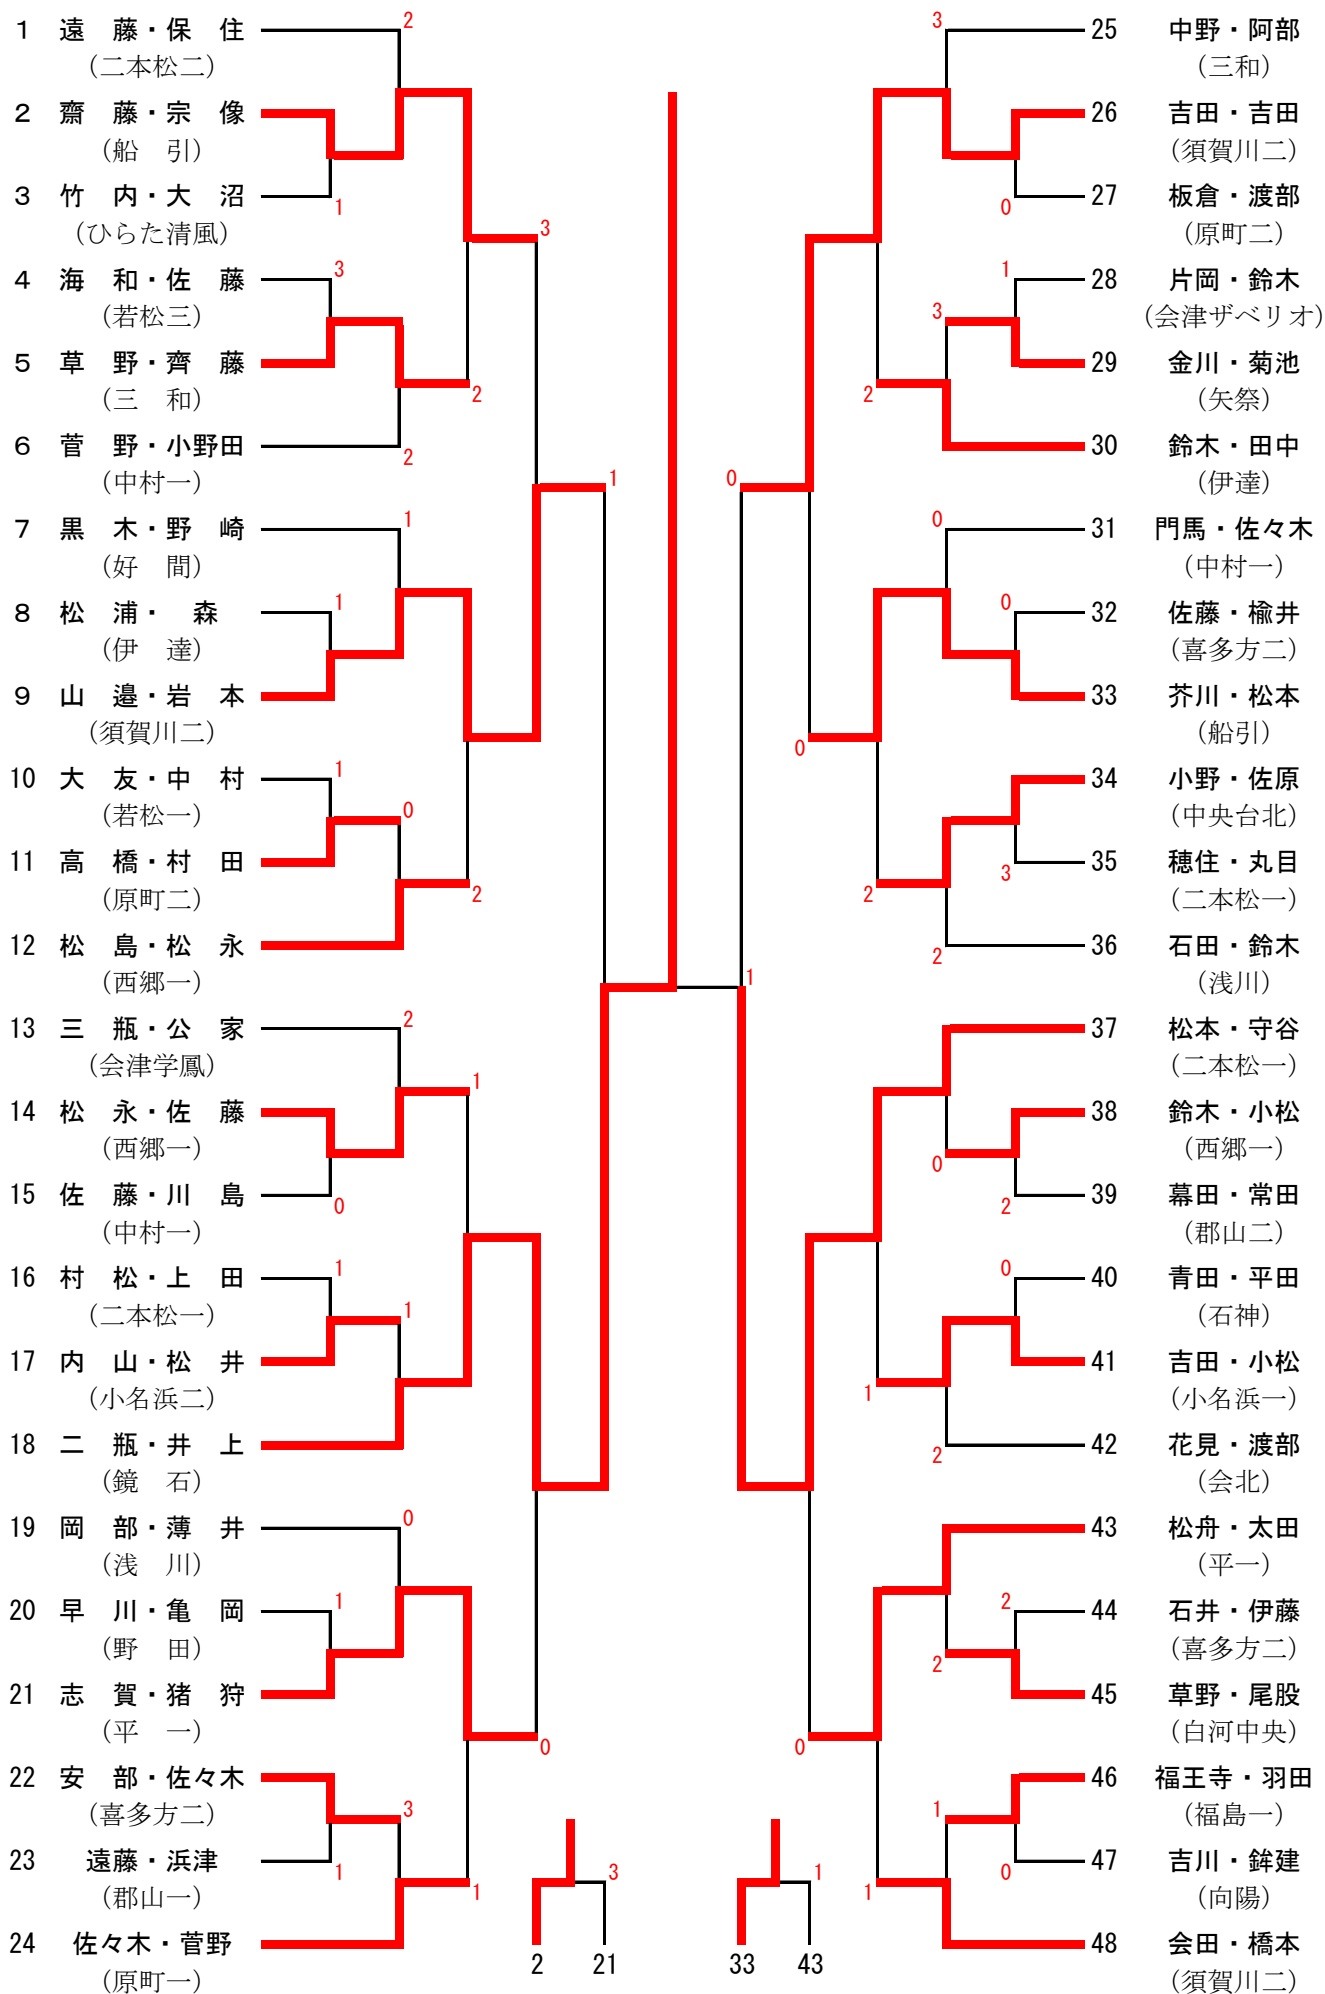 1 遠　藤・保　住
（二本松二）
2 齋　藤・宗　像
（船　引）
3 竹　内・大　沼
（ひらた清風）
4 海　和・佐　藤
（若松三）
5 草　野・齊　藤
（三　和）
6 菅　野・小野田
（中村一）
7 黒　木・野　崎
（好　間）
8 松　浦・　森
（伊　達）
9 山　邉・岩　本
（須賀川二）
10 大　友・中　村
（若松一）
11 高　橋・村　田
（原町二）
12 松　島・松　永
（西郷一）
13 三　瓶・公　家
（会津学鳳）
14 松　永・佐　藤
（西郷一）
15 佐　藤・川　島
（中村一）
16 村　松・上　田
（二本松一）
17 内　山・松　井
（小名浜二）
18 二　瓶・井　上
（鏡　石）
19 岡　部・薄　井
（浅　川）
20 早　川・亀　岡
（野　田）
21 志　賀・猪　狩
（平　一）
22 安　部・佐々木
（喜多方二）
23 遠藤・浜津
（郡山一）
24 佐々木・菅野
（原町一）
2
1
3
2
2
1
1
1
0
2
2
0
1
1
0
1
3
1
3
2
2
1
1
0
1
3
0
1
3
2 21
1
33 43
3
0
1
3
0
0
2
3
2
0
2
0
2
1
2
2
1
0
2
0
1
1
0
0
0
1
25 中野・阿部
（三和）
26 吉田・吉田
（須賀川二）
27 板倉・渡部
（原町二）
28 片岡・鈴木
（会津ザベリオ）
29 金川・菊池
（矢祭）
30 鈴木・田中
（伊達）
31 門馬・佐々木
（中村一）
32 佐藤・楡井
（喜多方二）
33 芥川・松本
（船引）
34 小野・佐原
（中央台北）
35 穂住・丸目
（二本松一）
36 石田・鈴木
（浅川）
37 松本・守谷
（二本松一）
38 鈴木・小松
（西郷一）
39 幕田・常田
（郡山二）
40 青田・平田
（石神）
41 吉田・小松
（小名浜一）
42 花見・渡部
（会北）
43 松舟・太田
（平一）
44 石井・伊藤
（喜多方二）
45 草野・尾股
（白河中央）
46 福王寺・羽田
（福島一）
47 吉川・鉾建
（向陽）
48 会田・橋本
（須賀川二）